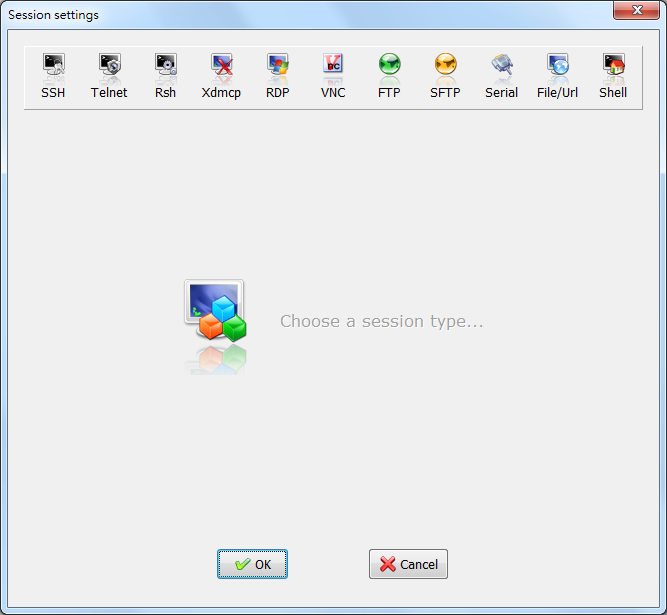 Session settings
SSH Telnet Rsh Xdmcp RDP VNC FTP SFTP Serial File/Url Shell
Choose a session type...
OK Cancel